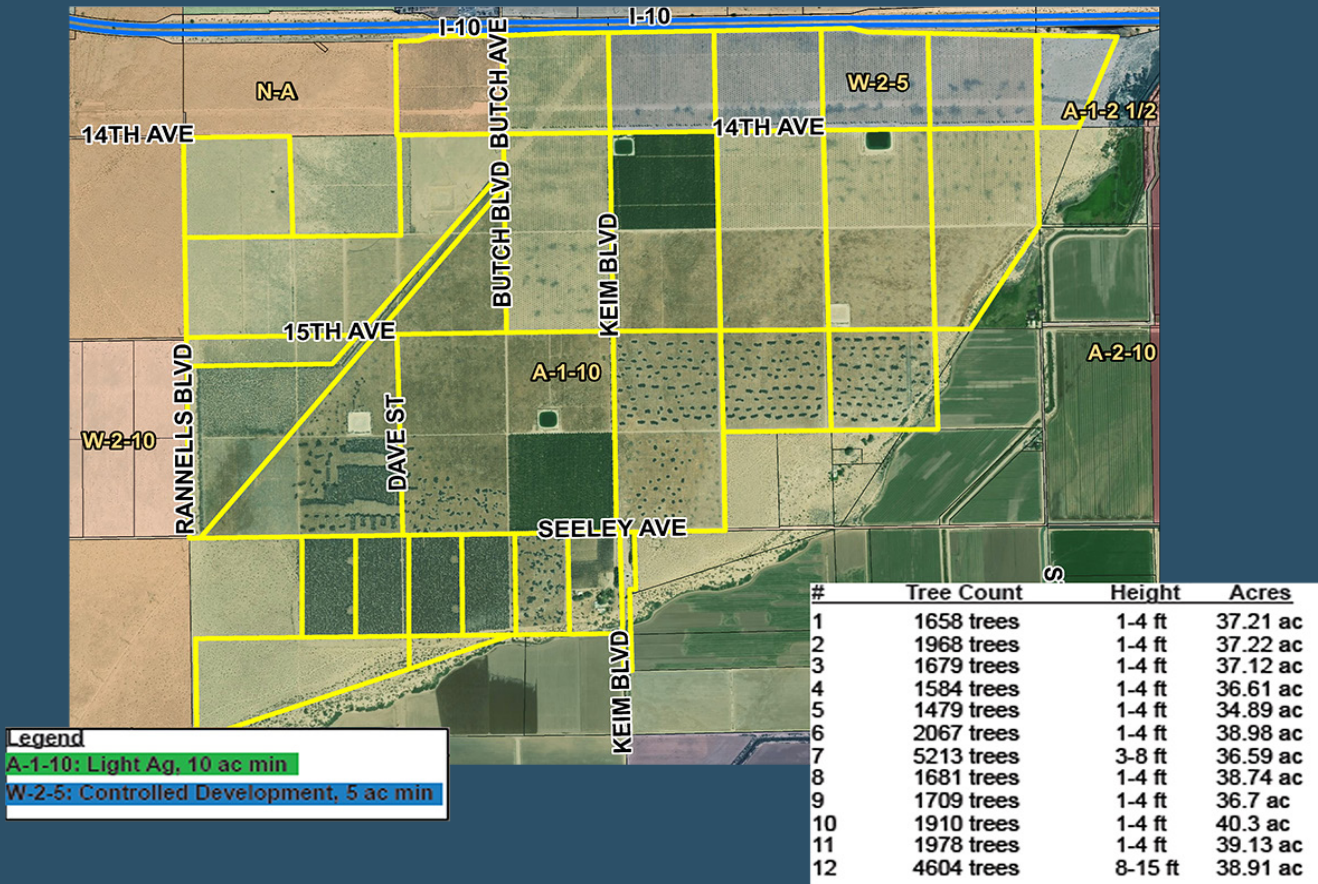 I-10
I-10
BUTCH AVE
N-A
W-2-5
A-1-2 1/2
14TH AVE
14TH AVE
BUTCH BLVD
KEIM BLVD
15TH AVE
RANNELLS BLVD
A-1-10
A-2-10
W-2-10
DAVE ST
SEELEY AVE
S
KEIM BLVD
Legend
A-1-10: Light Ag, 10 ac min
W-2-5: Controlled Development, 5 ac min
# Tree Count Height Acres
1 1658 trees 1-4 ft 37.21 ac
2 1968 trees 1-4 ft 37.22 ac
3 1679 trees 1-4 ft 37.12 ac
4 1584 trees 1-4 ft 36.61 ac
5 1479 trees 1-4 ft 34.89 ac
6 2067 trees 1-4 ft 38.98 ac
7 5213 trees 3-8 ft 36.59 ac
8 1681 trees 1-4 ft 38.74 ac
9 1709 trees 1-4 ft 36.7 ac
10 1910 trees 1-4 ft 40.3 ac
11 1978 trees 1-4 ft 39.13 ac
12 4604 trees 8-15 ft 38.91 ac